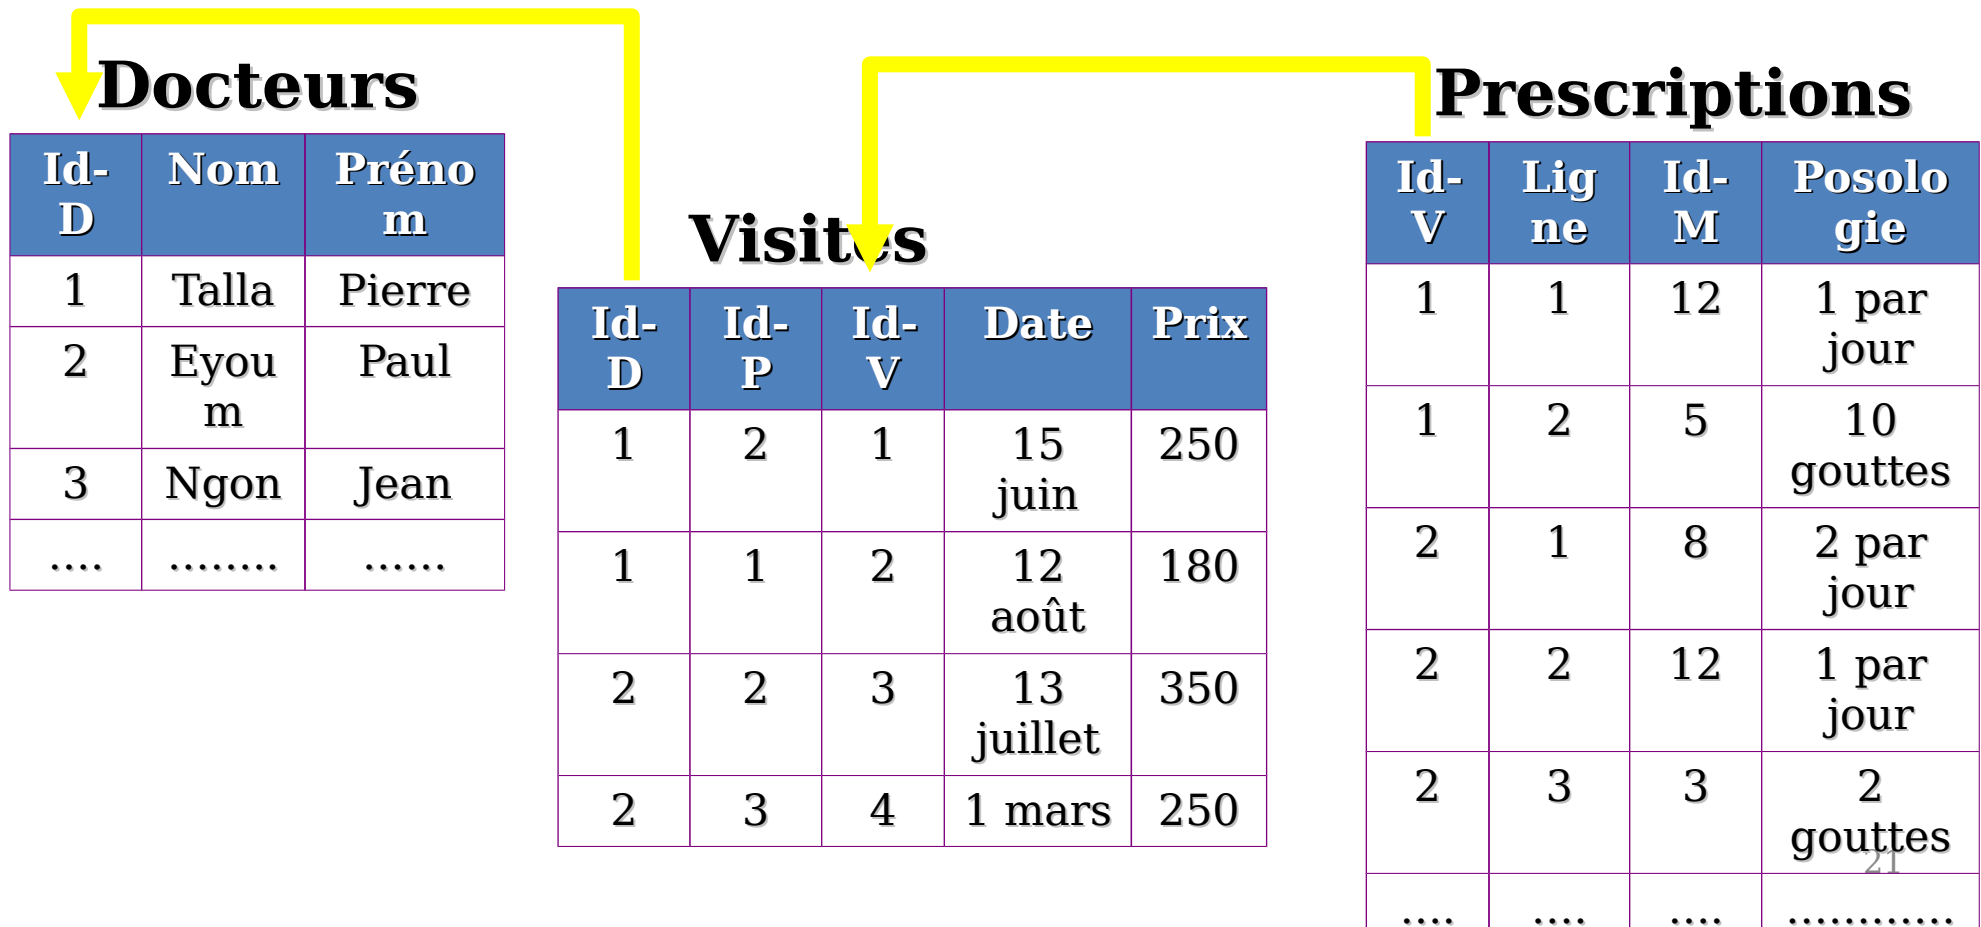 Docteurs
Id-
D
Nom
Préno
m
1
Talla
Pierre
2
Eyou
m
Paul
3
Ngon
Jean
....
........
......
Visites
Id-
D
Id-
P
Id-
V
Date
Prix
1
2
1
15
juin
250
1
1
2
12
août
180
2
2
3
13
juillet
350
2
3
4
1 mars
250
Prescriptions
Id-
V
Lig
ne
Id-
M
Posolo
gie
1
1
12
1 par
jour
1
2
5
10
gouttes
2
1
8
2 par
jour
2
2
12
1 par
jour
2
3
3
2
gouttes
....
....
....
............
21